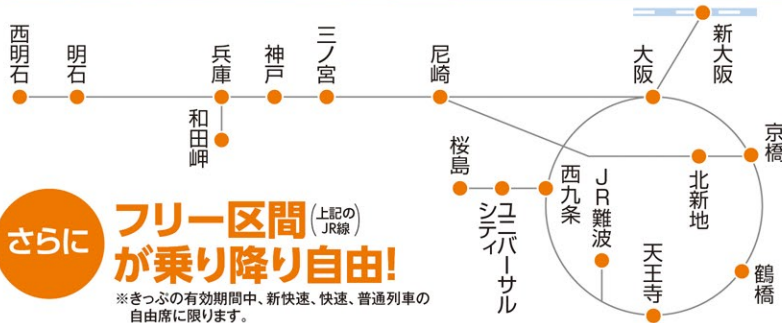 新大阪
西明石
明石
兵庫
神戸
三ノ宮
尼崎
大阪
和田岬
京橋
北新地
桜島
ユニバーサル
シティ
西九条
JR難波
天王寺
鶴橋
さらに
フリー区間(上記の
JR線)
が乗り降り自由!
※きっぷの有効期間中、新快速、快速、普通列車の
自由席に限ります。